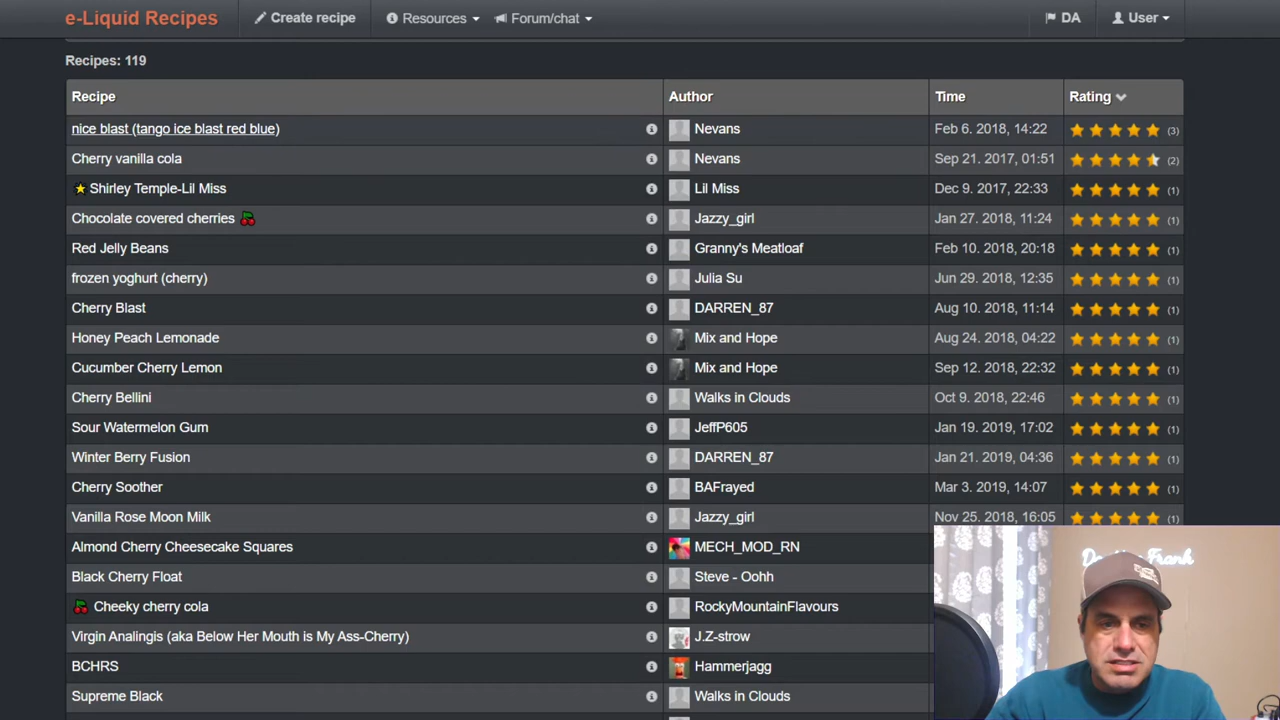 e-Liquid Recipes Create recipe Resources Forum/chat DA User
Recipes: 119
Recipe Author Time Rating
nice blast (tango ice blast red blue) Nevans Feb 6. 2018, 14:22 (3)
Cherry vanilla cola Nevans Sep 21. 2017, 01:51 (2)
Shirley Temple-Lil Miss Lil Miss Dec 9. 2017, 22:33 (1)
Chocolate covered cherries Jazzy_girl Jan 27. 2018, 11:24 (1)
Red Jelly Beans Granny's Meatloaf Feb 10. 2018, 20:18 (1)
frozen yoghurt (cherry) Julia Su Jun 29. 2018, 12:35 (1)
Cherry Blast DARREN_87 Aug 10. 2018, 11:14 (1)
Honey Peach Lemonade Mix and Hope Aug 24. 2018, 04:22 (1)
Cucumber Cherry Lemon Mix and Hope Sep 12. 2018, 22:32 (1)
Cherry Bellini Walks in Clouds Oct 9. 2018, 22:46 (1)
Sour Watermelon Gum JeffP605 Jan 19. 2019, 17:02 (1)
Winter Berry Fusion DARREN_87 Jan 21. 2019, 04:36 (1)
Cherry Soother BAFrayed Mar 3. 2019, 14:07 (1)
Vanilla Rose Moon Milk Jazzy_girl Nov 25. 2018, 16:05 (1)
Almond Cherry Cheesecake Squares MECH_MOD_RN
Black Cherry Float Steve - Oohh
Cheeky cherry cola RockyMountainFlavours
Virgin Analingis (aka Below Her Mouth is My Ass-Cherry) J.Z-strow
BCHRS Hammerjagg
Supreme Black Walks in Clouds